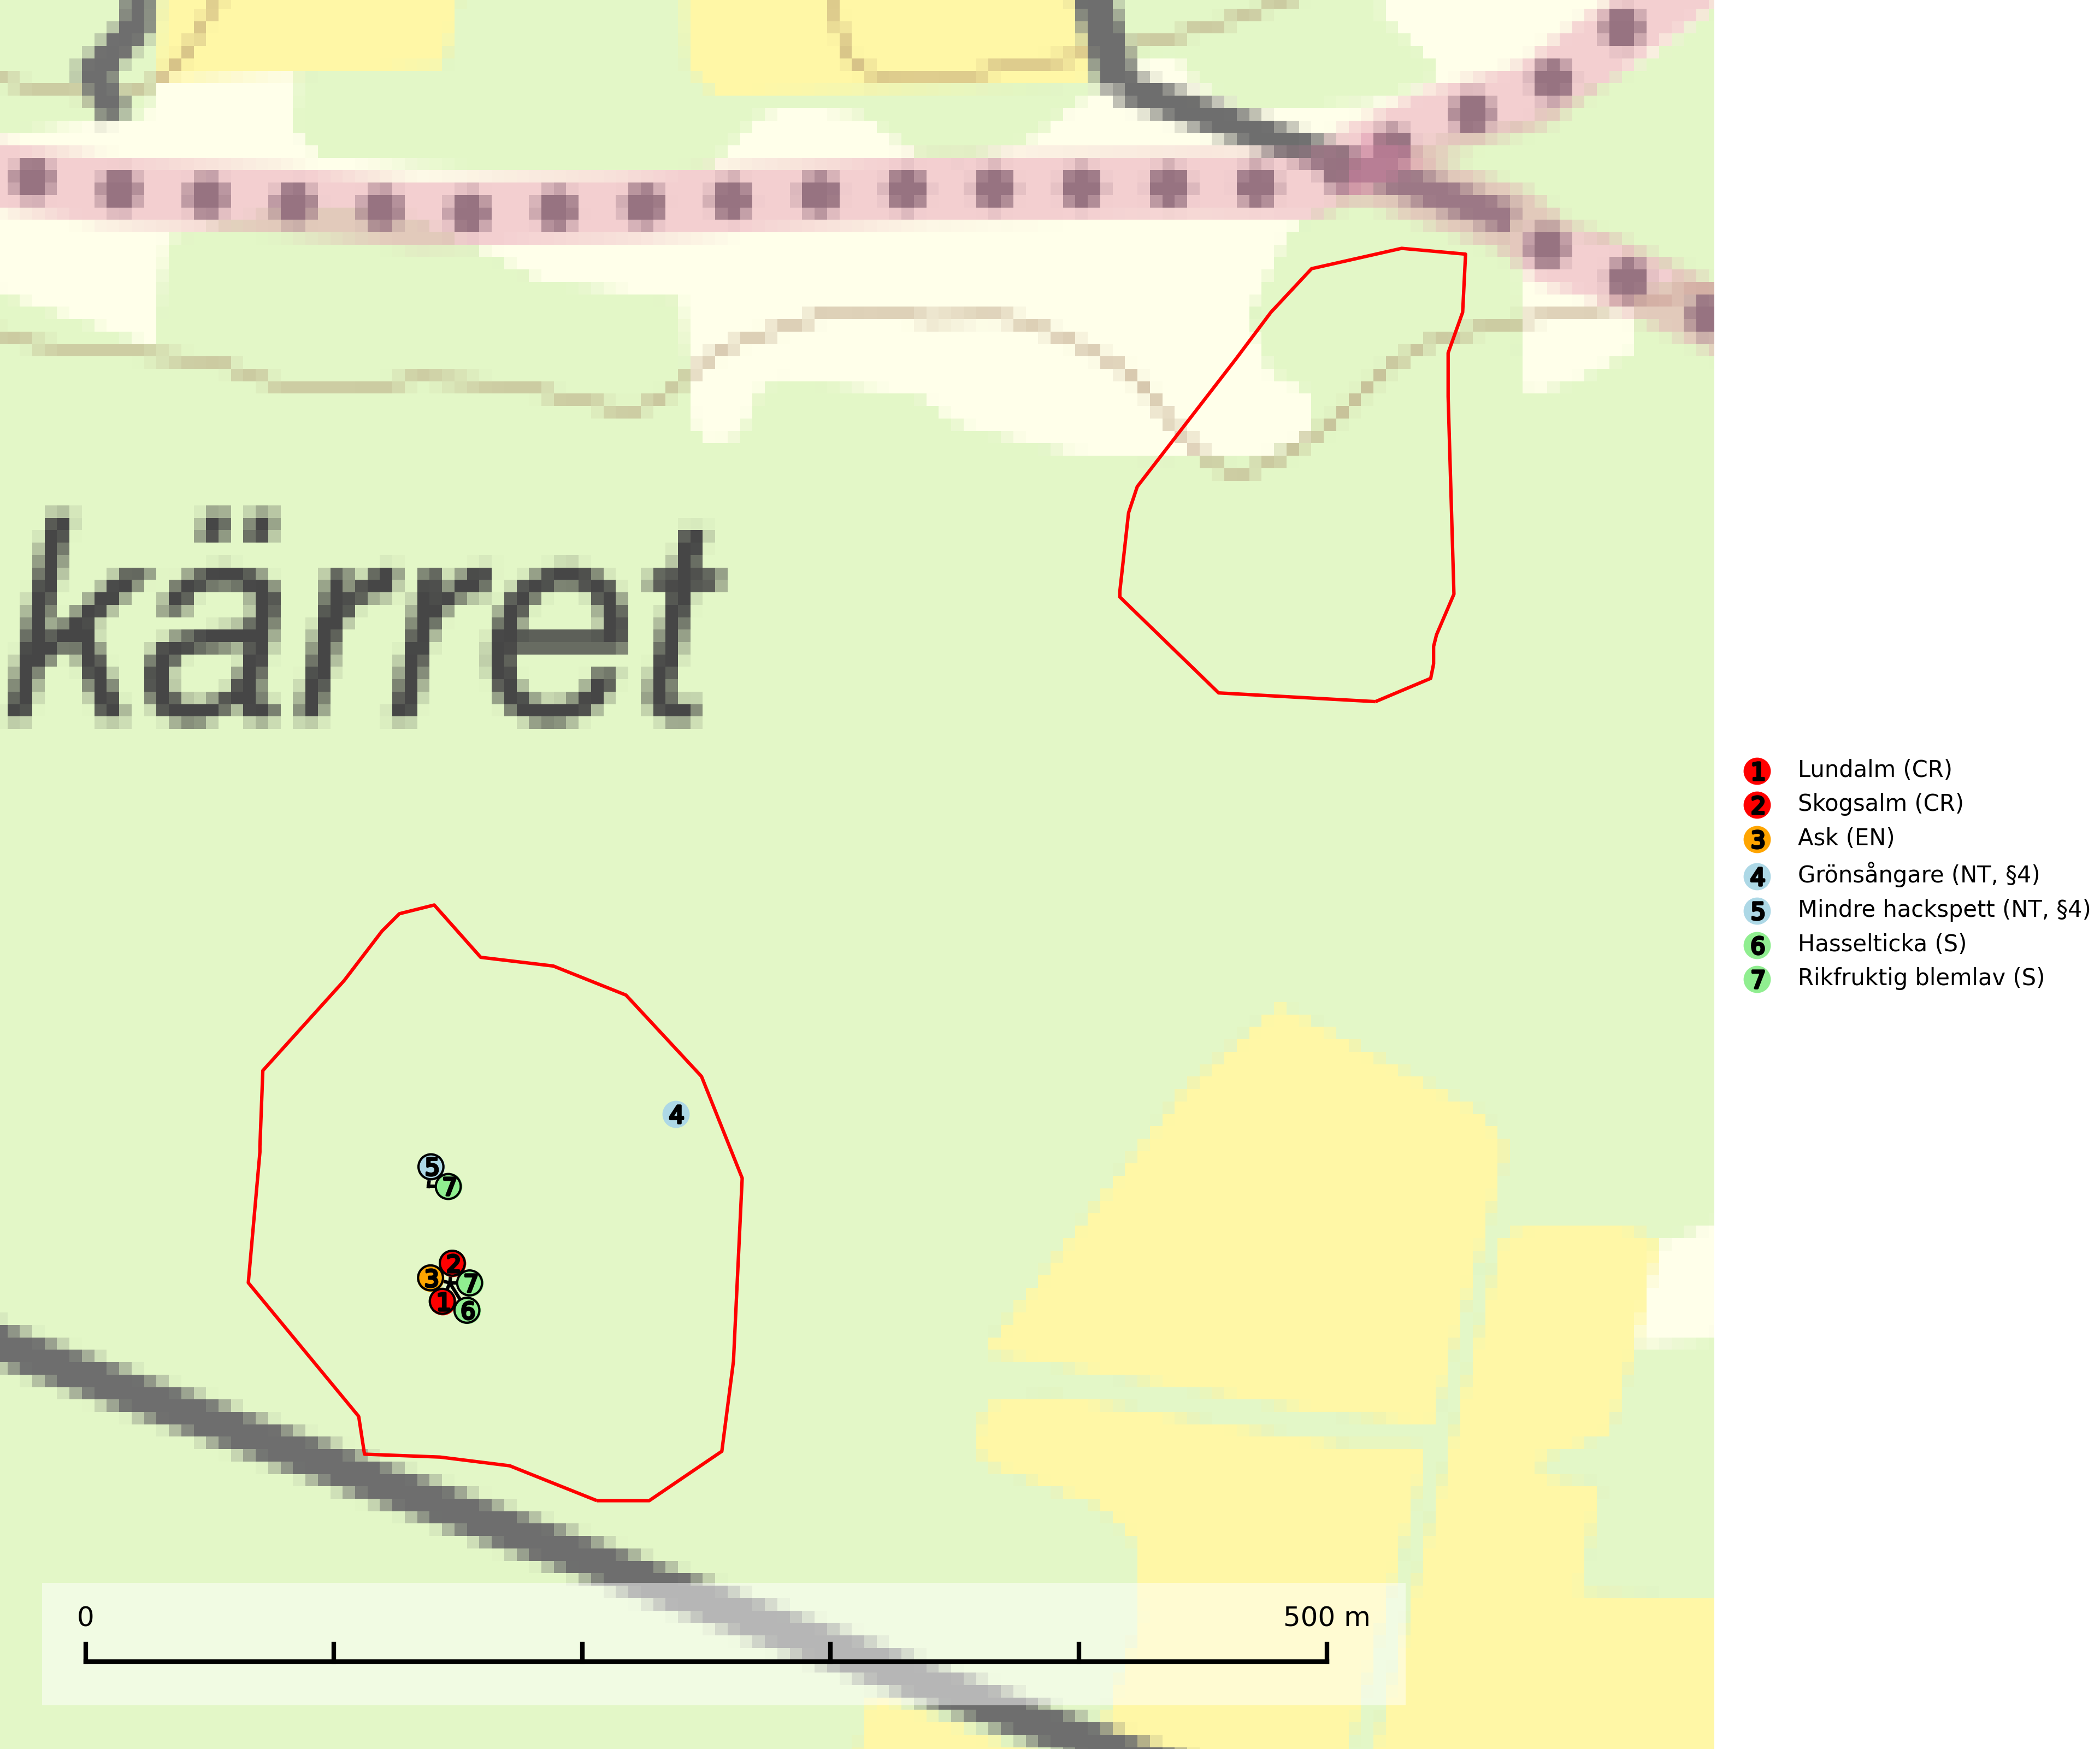 kärret
1 Lundalm (CR)
2 Skogsalm (CR)
3 Ask (EN)
4 Grönsångare (NT, §4)
5 Mindre hackspett (NT, §4)
6 Hasselticka (S)
7 Rikfruktig blemlav (S)
4
5
7
2
3
7
1
6
0 500 m